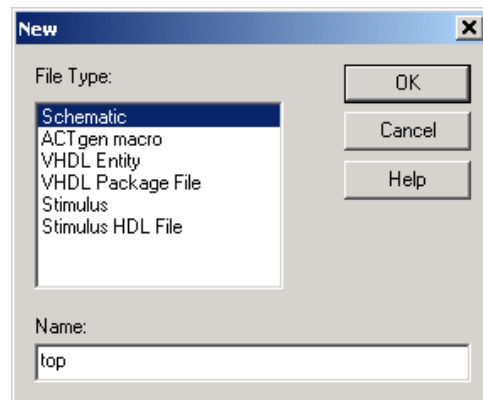 New
File Type:
Schematic
ACTgen macro
VHDL Entity
VHDL Package File
Stimulus
Stimulus HDL File
OK
Cancel
Help
Name:
top